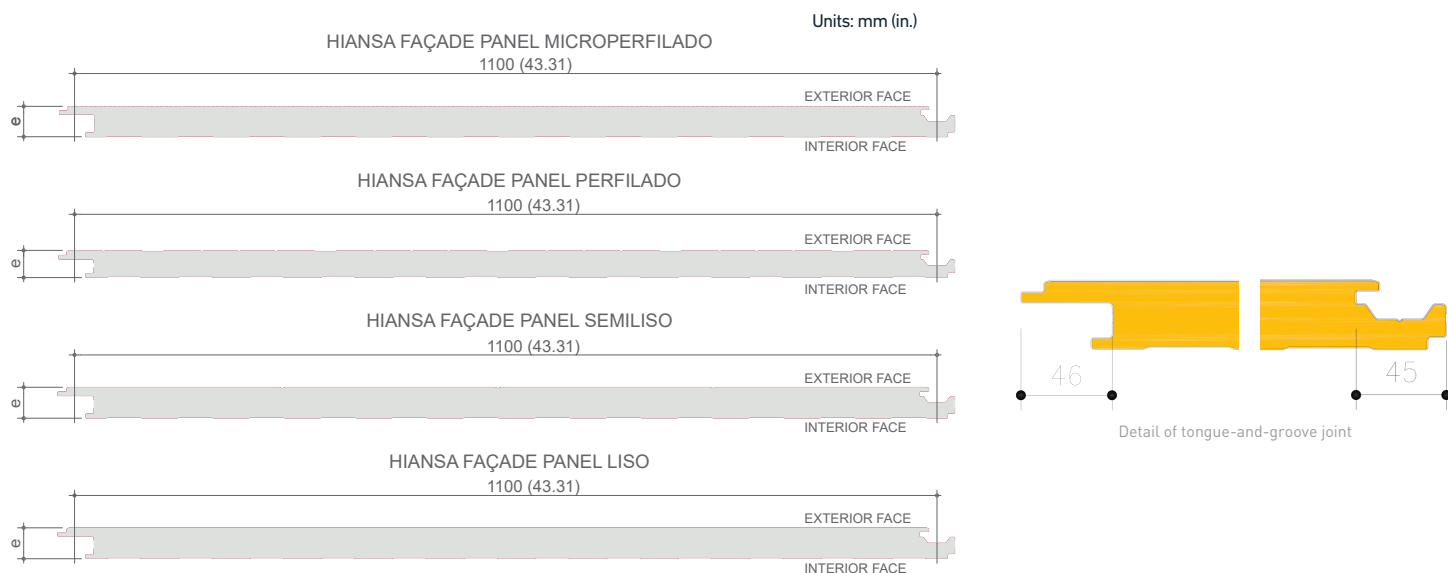 Units: mm (in.)
HIANSA FAÇADE PANEL MICROPERFILADO
1100 (43.31)
EXTERIOR FACE
e
INTERIOR FACE
HIANSA FAÇADE PANEL PERFILADO
1100 (43.31)
EXTERIOR FACE
e
INTERIOR FACE
HIANSA FAÇADE PANEL SEMILISO
1100 (43.31)
EXTERIOR FACE
e
INTERIOR FACE
HIANSA FAÇADE PANEL LISO
1100 (43.31)
EXTERIOR FACE
e
INTERIOR FACE
46
45
Detail of tongue-and-groove joint